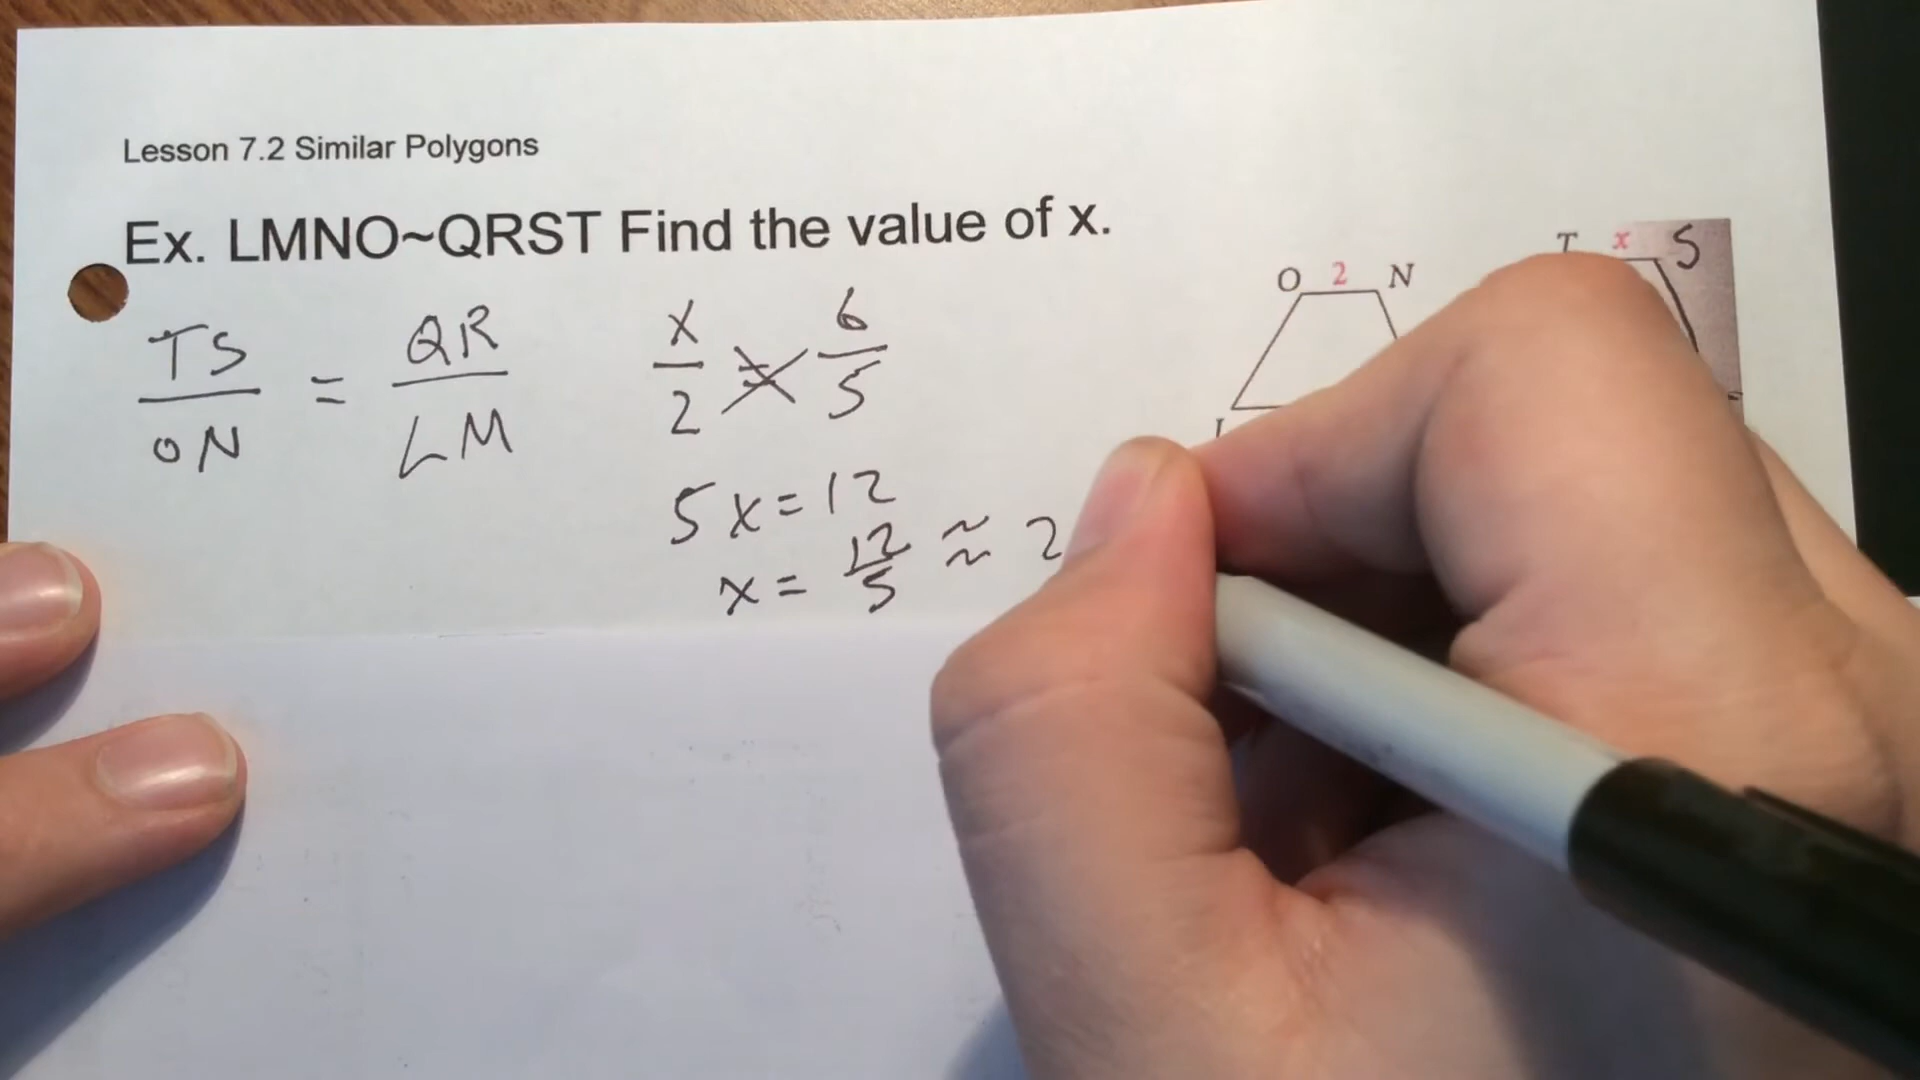 Lesson 7.2 Similar Polygons
Ex. LMNO~QRST Find the value of x.
TS/ON = QR/LM
x/2 = 6/5
5x = 12
x = 12/5 ≈ 2
O 2 N
T x S